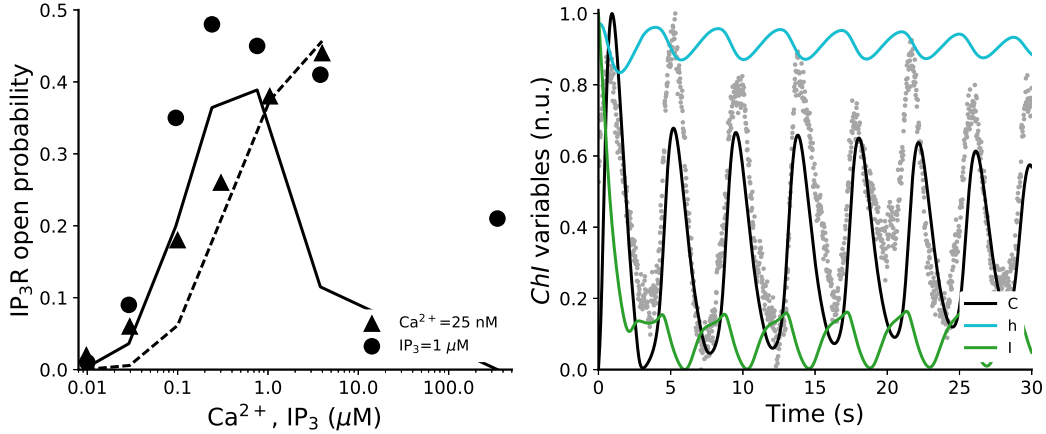 IP₃R open probability
0.5
0.4
0.3
0.2
0.1
0.0
0.01
0.1
1.0
10.0
100.0
Ca²⁺, IP₃ (μM)
Ca²⁺=25 nM
IP₃=1 μM
ChI variables (n.u.)
1.0
0.8
0.6
0.4
0.2
0.0
0
5
10
15
20
25
30
Time (s)
C
h
I